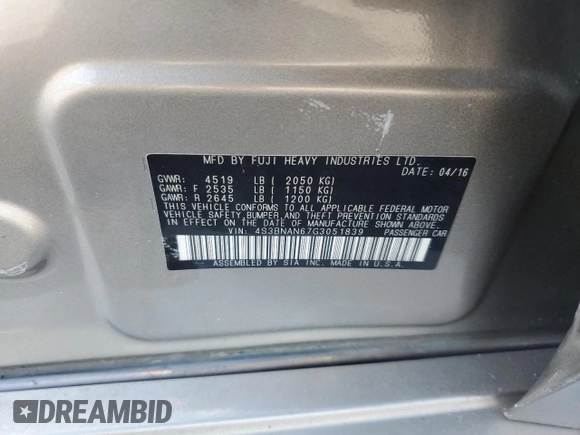 MFD BY FUJI HEAVY INDUSTRIES LTD.
DATE: 04/16
GVWR: 4519 LB ( 2050 KG)
GAWR: F 2535 LB ( 1150 KG)
GAWR: R 2645 LB ( 1200 KG)
THIS VEHICLE CONFORMS TO ALL APPLICABLE FEDERAL MOTOR
VEHICLE SAFETY, BUMPER AND THEFT PREVENTION STANDARDS
IN EFFECT ON THE DATE OF MANUFACTURE SHOWN ABOVE.
VIN: 4S3BNAN67G3051839 PASSENGER CAR
ASSEMBLED BY SIA INC. MADE IN U.S.A.
DREAMBID